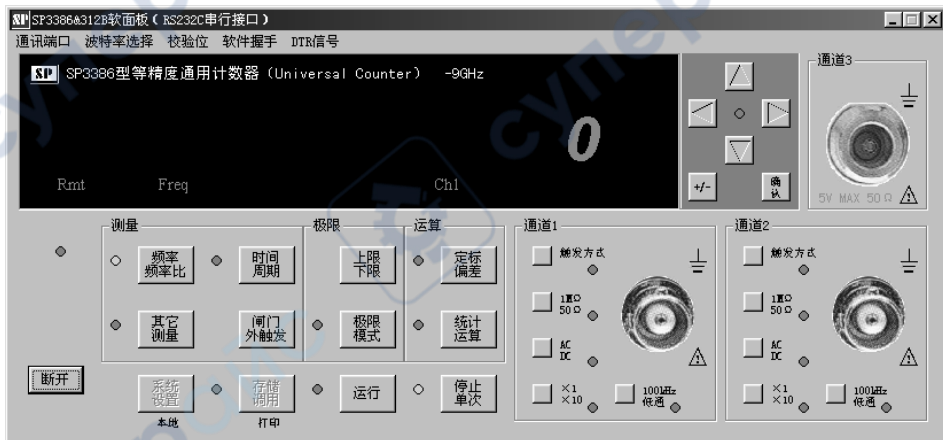 SP SP3386&312B软面板(RS232C串行接口)
通讯端口 波特率选择 校验位 软件握手 DTR信号
SP SP3386型等精度通用计数器(Universal Counter) -9GHz
0
Rmt Freq Ch1
+/-
确认
通道3
5V MAX 50Ω
测量
频率
频率比
时间
周期
其它
测量
闸门
外触发
极限
上限
下限
极限
模式
运算
定标
偏差
统计
运算
断开
系统
设置
本地
存储
调用
打印
运行
停止
单次
通道1
触发方式
1MΩ
50Ω
AC
DC
×1
×10
100kHz
低通
通道2
触发方式
1MΩ
50Ω
AC
DC
×1
×10
100kHz
低通